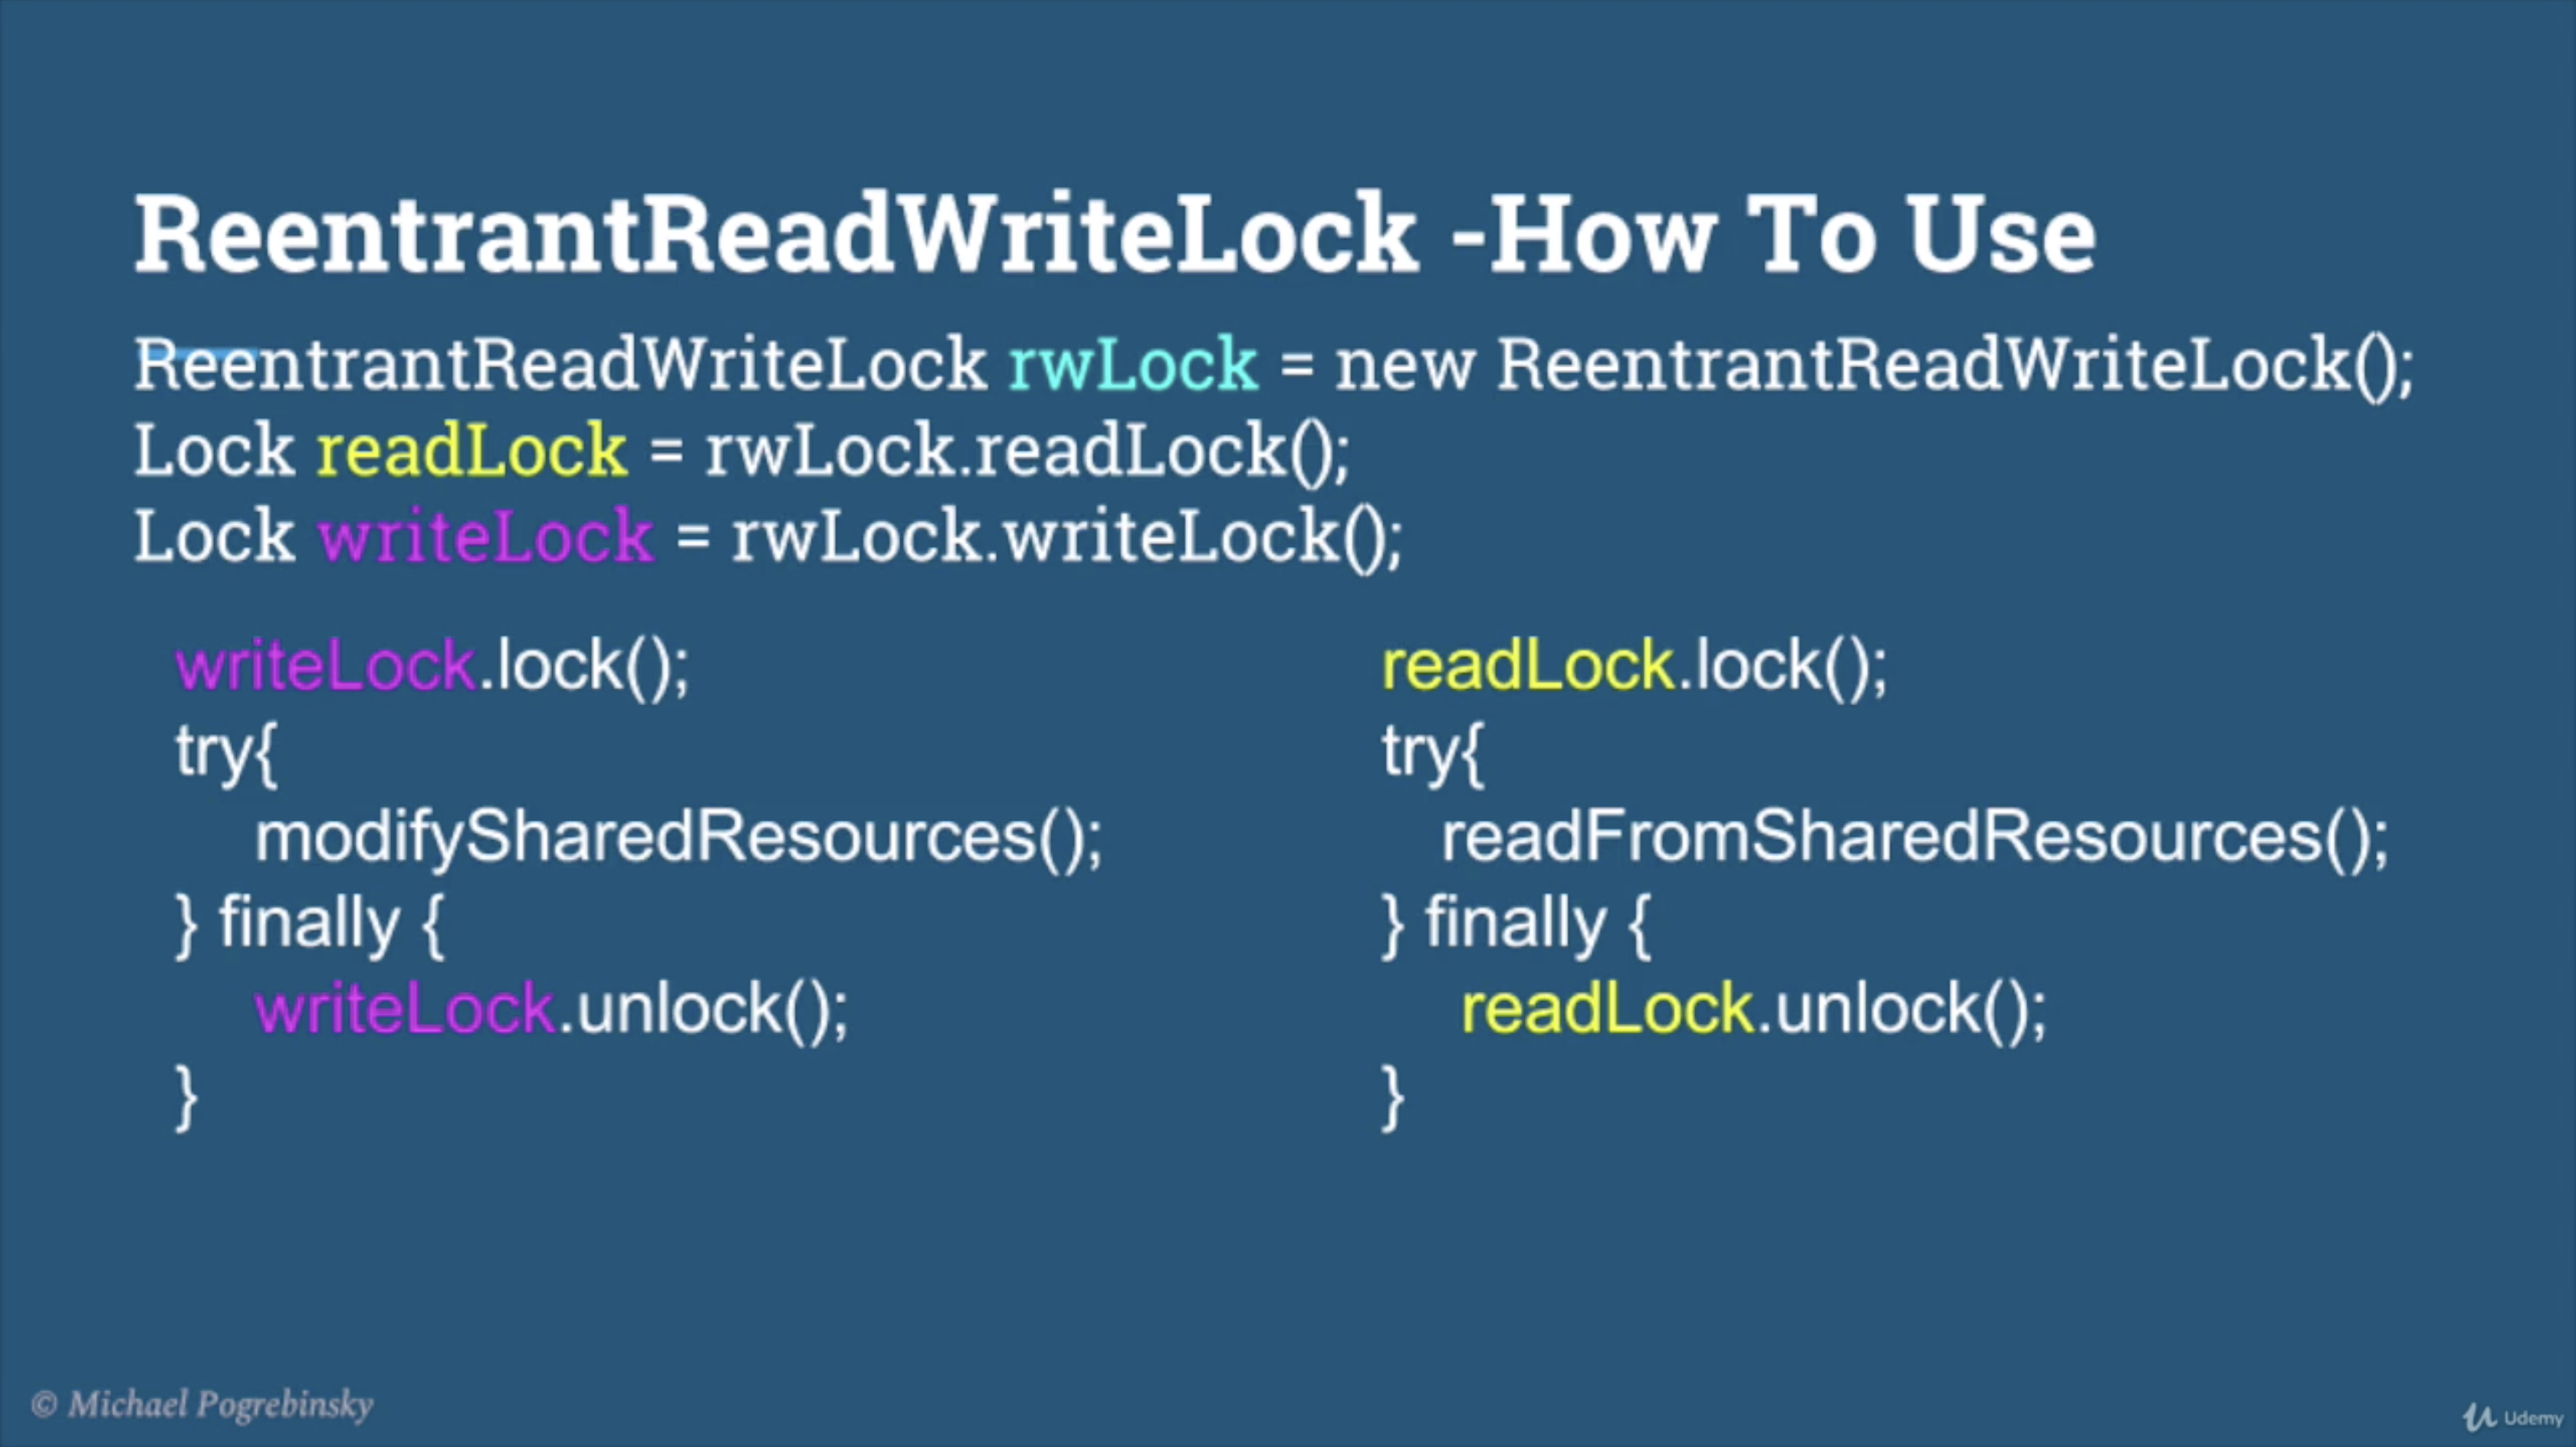 ReentrantReadWriteLock -How To Use
ReentrantReadWriteLock rwLock = new ReentrantReadWriteLock();
Lock readLock = rwLock.readLock();
Lock writeLock = rwLock.writeLock();
writeLock.lock();
try{
modifySharedResources();
} finally {
writeLock.unlock();
}
readLock.lock();
try{
readFromSharedResources();
} finally {
readLock.unlock();
}
© Michael Pogrebinsky
Udemy